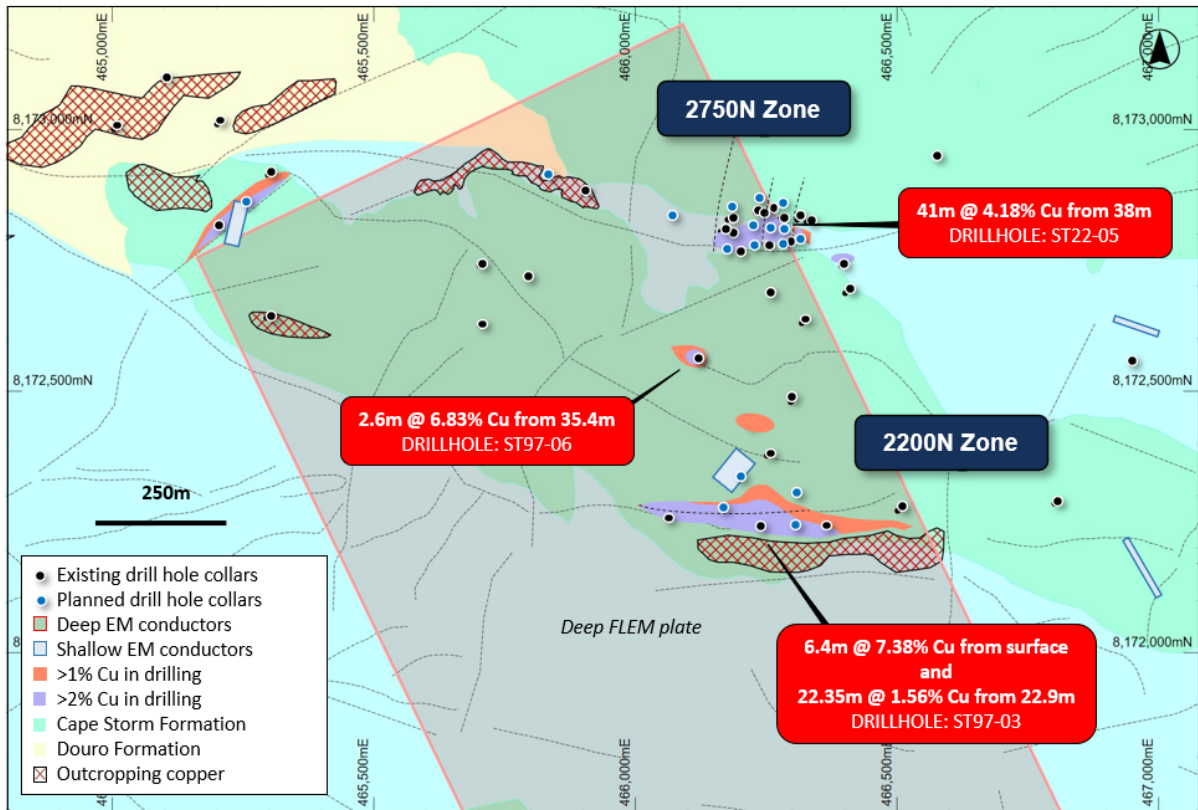 465,000mE
465,500mE
466,000mE
466,500mE
467,000mE
8,173,000mN
8,173,000mN
2750N Zone
41m @ 4.18% Cu from 38m
DRILLHOLE: ST22-05
8,172,500mN
8,172,500mN
2.6m @ 6.83% Cu from 35.4m
DRILLHOLE: ST97-06
2200N Zone
250m
Existing drill hole collars
Planned drill hole collars
Deep EM conductors
Shallow EM conductors
>1% Cu in drilling
>2% Cu in drilling
Cape Storm Formation
Douro Formation
Outcropping copper
Deep FLEM plate
6.4m @ 7.38% Cu from surface
and
22.35m @ 1.56% Cu from 22.9m
DRILLHOLE: ST97-03
8,172,000mN
465,500mE
466,000mE
466,500mE
467,000mE